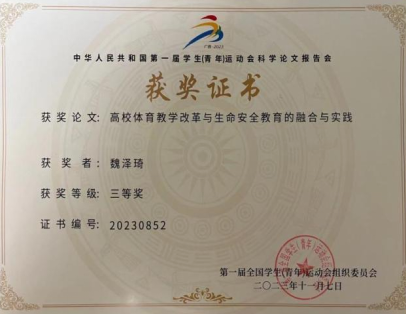 中华人民共和国第一届学生(青年)运动会科学论文报告会
获奖证书
获奖论文:高校体育教学改革与生命安全教育的融合与实践
获奖者:魏泽琦
获奖等级:三等奖
证书编号:20230852
第一届全国学生(青年)运动会组织委员会
二〇二三年十一月七日